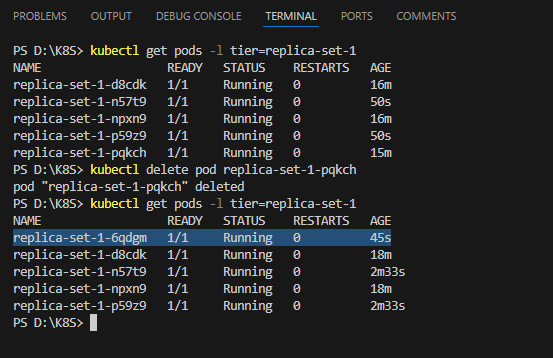 PROBLEMS OUTPUT DEBUG CONSOLE TERMINAL PORTS COMMENTS
PS D:\K8S> kubectl get pods -l tier=replica-set-1
NAME READY STATUS RESTARTS AGE
replica-set-1-d8cdk 1/1 Running 0 16m
replica-set-1-n57t9 1/1 Running 0 50s
replica-set-1-npxn9 1/1 Running 0 16m
replica-set-1-p59z9 1/1 Running 0 50s
replica-set-1-pqkch 1/1 Running 0 15m
PS D:\K8S> kubectl delete pod replica-set-1-pqkch
pod "replica-set-1-pqkch" deleted
PS D:\K8S> kubectl get pods -l tier=replica-set-1
NAME READY STATUS RESTARTS AGE
replica-set-1-6qdgm 1/1 Running 0 45s
replica-set-1-d8cdk 1/1 Running 0 18m
replica-set-1-n57t9 1/1 Running 0 2m33s
replica-set-1-npxn9 1/1 Running 0 18m
replica-set-1-p59z9 1/1 Running 0 2m33s
PS D:\K8S>